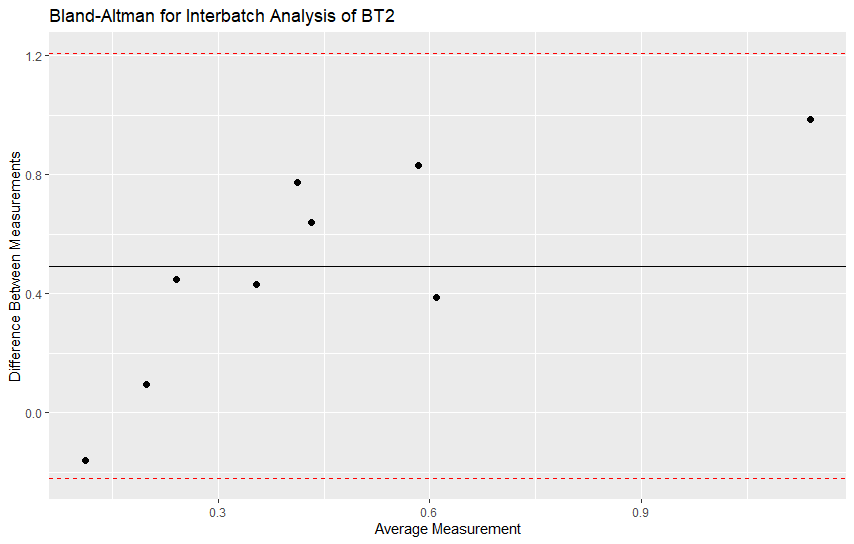 Bland-Altman for Interbatch Analysis of BT2
Difference Between Measurements
1.2
0.8
0.4
0.0
0.3
0.6
0.9
Average Measurement